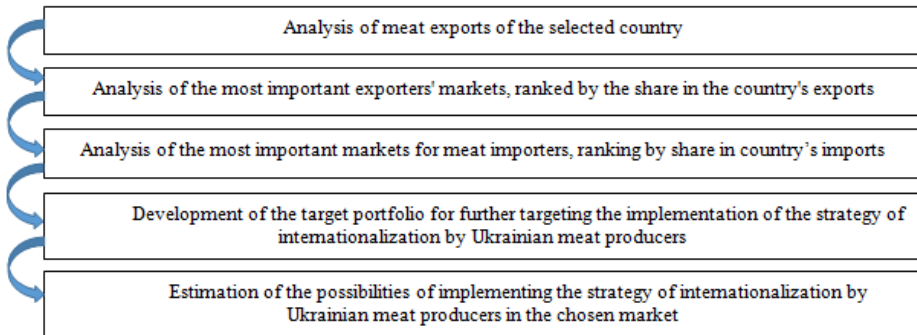 Analysis of meat exports of the selected country
Analysis of the most important exporters' markets, ranked by the share in the country's exports
Analysis of the most important markets for meat importers, ranking by share in country’s imports
Development of the target portfolio for further targeting the implementation of the strategy of
internationalization by Ukrainian meat producers
Estimation of the possibilities of implementing the strategy of internationalization by
Ukrainian meat producers in the chosen market